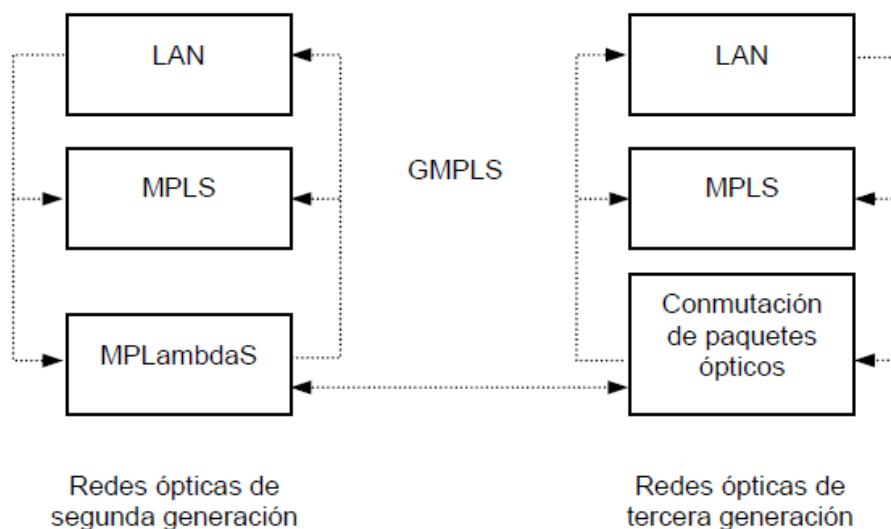 LAN
MPLS
MPLambdaS
GMPLS
LAN
MPLS
Conmutación
de paquetes
ópticos
Redes ópticas de
segunda generación
Redes ópticas de
tercera generación